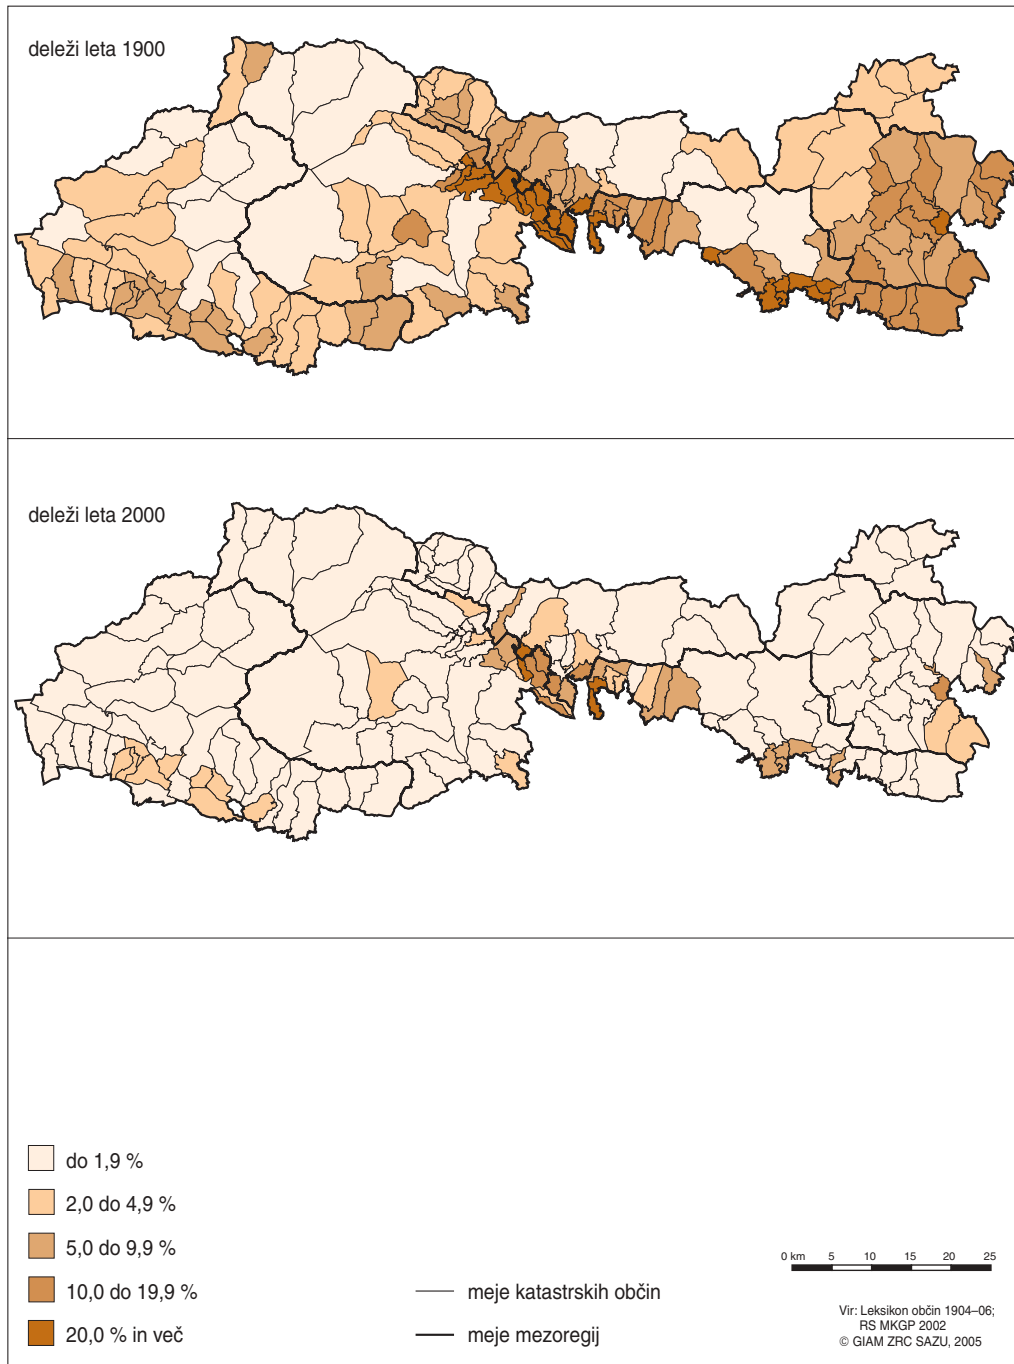 deleži leta 1900
deleži leta 2000
do 1,9 %
2,0 do 4,9 %
5,0 do 9,9 %
10,0 do 19,9 %
20,0 % in več
meje katastrskih občin
meje mezoregij
0 km 5 10 15 20 25
Vir: Leksikon občin 1904–06;
RS MKGP 2002
© GIAM ZRC SAZU, 2005